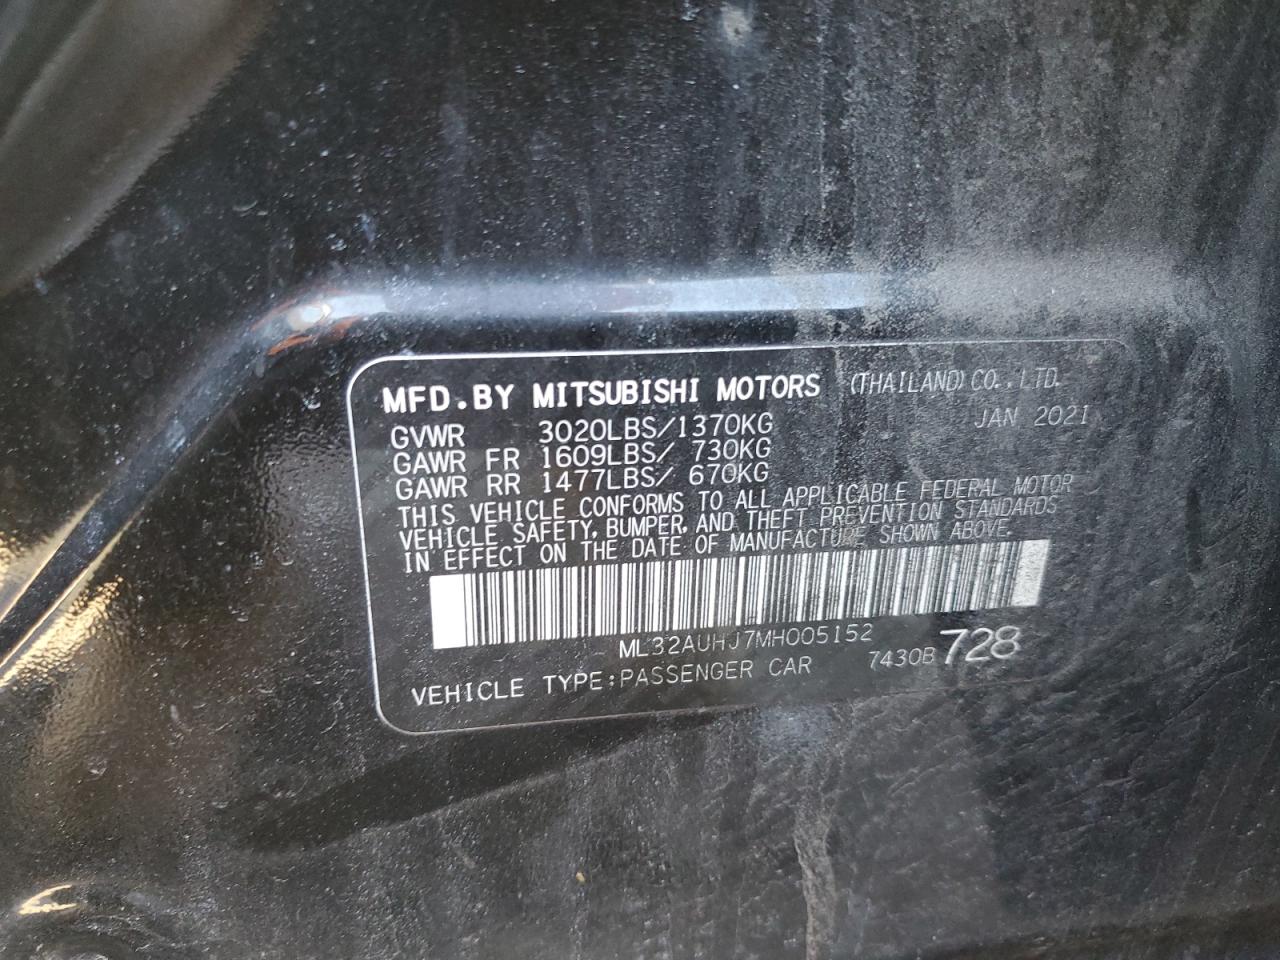 MFD.BY MITSUBISHI MOTORS (THAILAND) CO.,LTD.
JAN 2021
GVWR 3020LBS/1370KG
GAWR FR 1609LBS/ 730KG
GAWR RR 1477LBS/ 670KG
THIS VEHICLE CONFORMS TO ALL APPLICABLE FEDERAL MOTOR
VEHICLE SAFETY, BUMPER, AND THEFT PREVENTION STANDARDS
IN EFFECT ON THE DATE OF MANUFACTURE SHOWN ABOVE.
ML32AUHJ7MH005152
7430B 728
VEHICLE TYPE:PASSENGER CAR